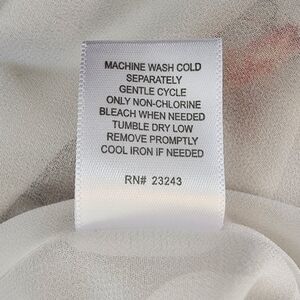 MACHINE WASH COLD
SEPARATELY
GENTLE CYCLE
ONLY NON-CHLORINE
BLEACH WHEN NEEDED
TUMBLE DRY LOW
REMOVE PROMPTLY
COOL IRON IF NEEDED
RN# 23243